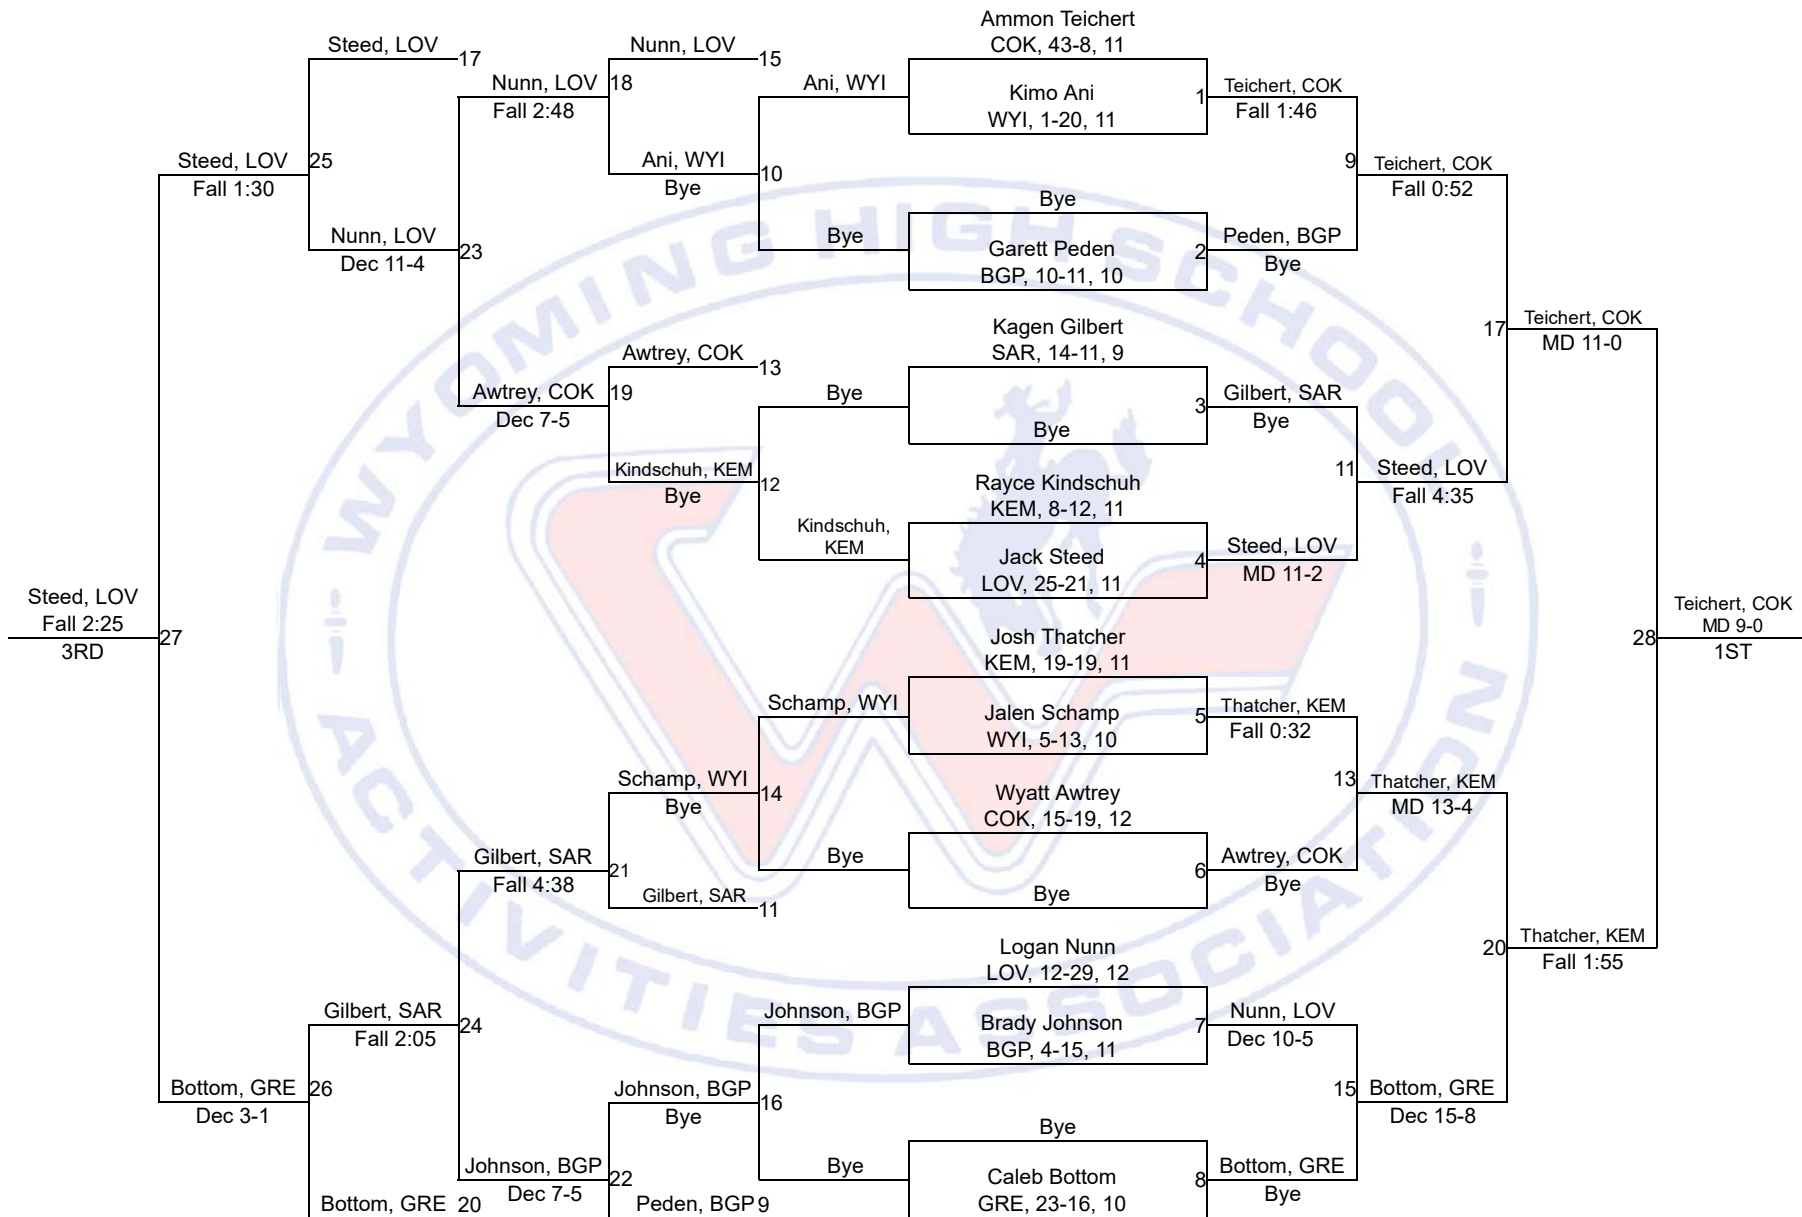 Ammon Teichert
COK, 43-8, 11
Kimo Ani
WYI, 1-20, 11
1
Bye
Garett Peden
BGP, 10-11, 10
2
Kagen Gilbert
SAR, 14-11, 9
3
Bye
Rayce Kindschuh
KEM, 8-12, 11
Jack Steed
LOV, 25-21, 11
4
Josh Thatcher
KEM, 19-19, 11
Jalen Schamp
WYI, 5-13, 10
5
Wyatt Awtrey
COK, 15-19, 12
Bye
6
Logan Nunn
LOV, 12-29, 12
Brady Johnson
BGP, 4-15, 11
7
Bye
Caleb Bottom
GRE, 23-16, 10
8
Teichert, COK
Fall 1:46
9
Peden, BGP
Bye
Gilbert, SAR
Bye
11
Steed, LOV
MD 11-2
Thatcher, KEM
Fall 0:32
13
Awtrey, COK
Bye
Nunn, LOV
Dec 10-5
15
Bottom, GRE
Bye
Teichert, COK
Fall 0:52
17
Steed, LOV
Fall 4:35
Thatcher, KEM
MD 13-4
20
Bottom, GRE
Dec 15-8
Teichert, COK
MD 11-0
28
Thatcher, KEM
Fall 1:55
Teichert, COK
MD 9-0
1ST
Ani, WYI
10
Bye
Bye
12
Kindschuh,
KEM
Schamp, WYI
14
Bye
Johnson, BGP
16
Bye
Nunn, LOV
15
18
Ani, WYI
Bye
Awtrey, COK
13
19
Kindschuh, KEM
Bye
Schamp, WYI
Bye
21
Gilbert, SAR
11
Johnson, BGP
Bye
22
Peden, BGP
9
Nunn, LOV
Fall 2:48
23
Awtrey, COK
Dec 7-5
Gilbert, SAR
Fall 4:38
24
Johnson, BGP
Dec 7-5
Steed, LOV
17
25
Nunn, LOV
Dec 11-4
Gilbert, SAR
Fall 2:05
26
Bottom, GRE
20
Steed, LOV
Fall 1:30
27
Bottom, GRE
Dec 3-1
Steed, LOV
Fall 2:25
3RD
WYOMING HIGH SCHOOL
ACTIVITIES ASSOCIATION